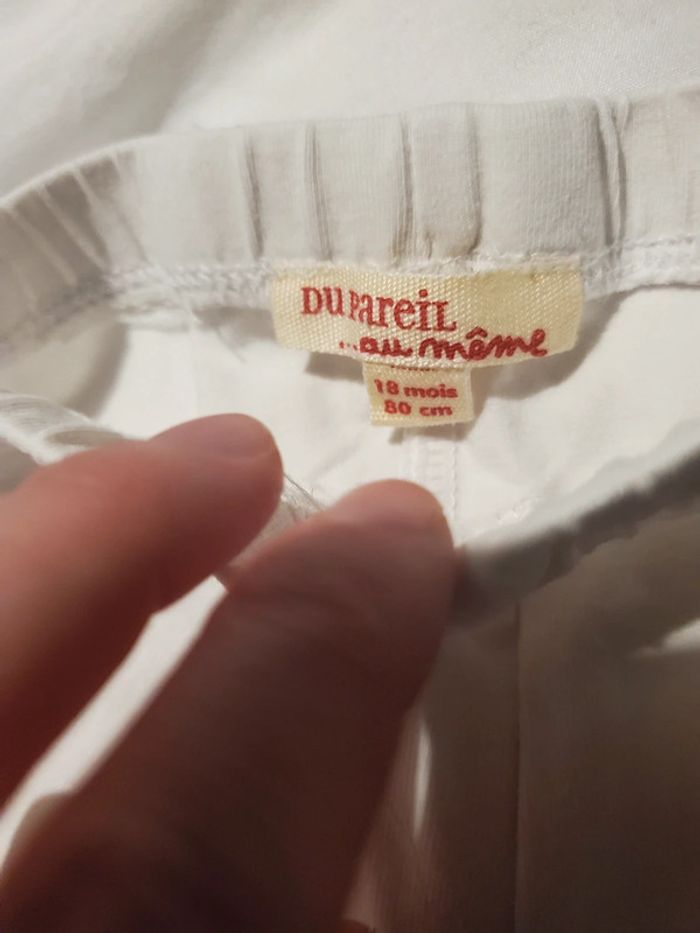 DU PAREIL
...au même
18 mois
80 cm